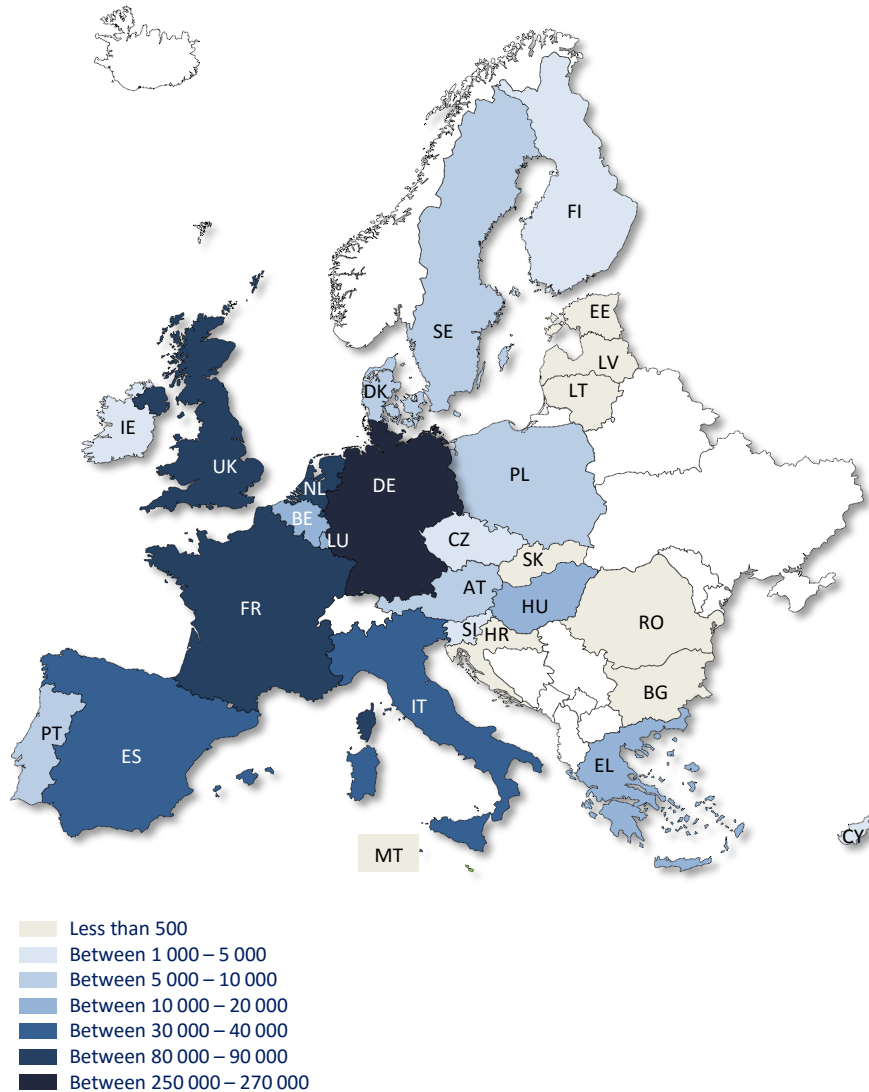 FI
SE
EE
LV
LT
DK
IE
UK
NL
DE
PL
BE
LU
CZ
SK
AT
HU
FR
SI
HR
RO
BG
IT
PT
ES
EL
CY
MT
Less than 500
Between 1 000 – 5 000
Between 5 000 – 10 000
Between 10 000 – 20 000
Between 30 000 – 40 000
Between 80 000 – 90 000
Between 250 000 – 270 000